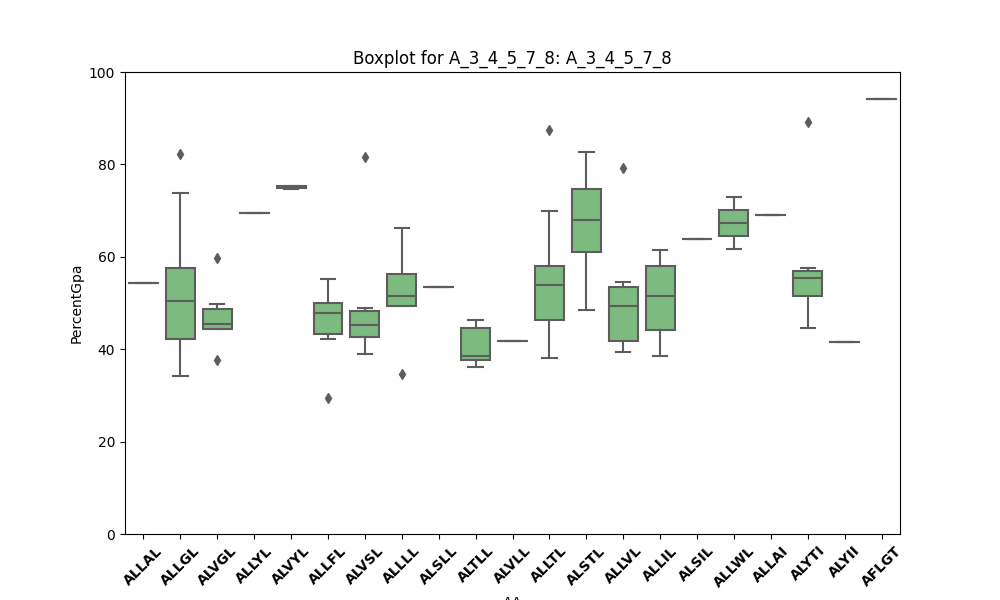 Boxplot for A_3_4_5_7_8: A_3_4_5_7_8
100
80
60
40
20
0
PercentGpa
ALLAL ALLGL ALVGL ALLYL ALVYL ALLFL ALVSL ALLLL ALSLL ALTLL ALVLL ALLTL ALSTL ALLVL ALLIL ALSIL ALLWL ALLAI ALYTI ALYII AFLGT